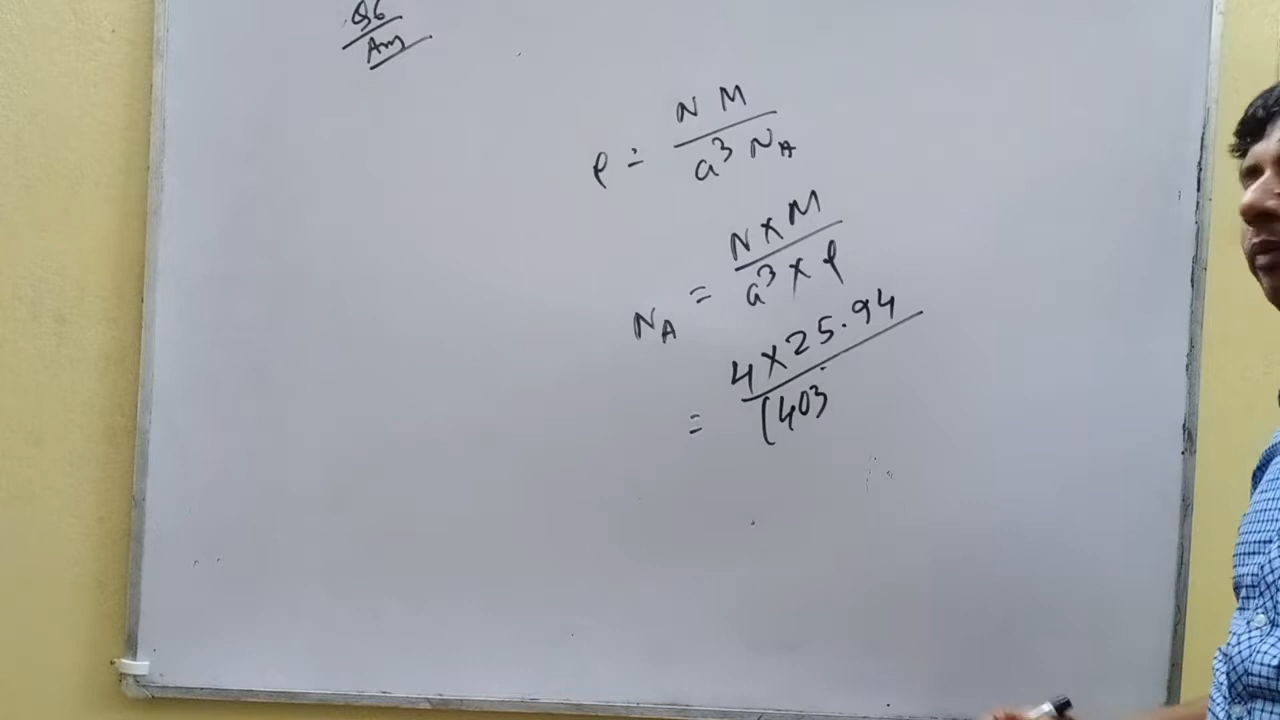 Q6
Ans
ρ = N M / a³ N_A
N_A = N × M / a³ × ρ
= 4 × 25.94 / (403